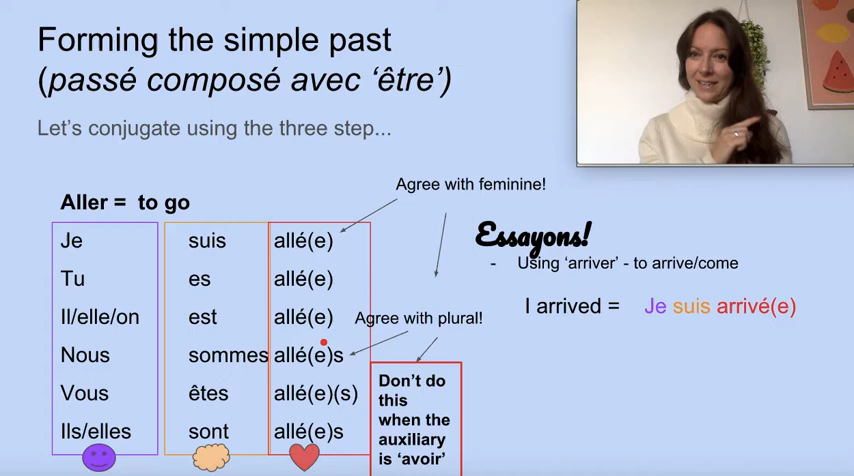 Forming the simple past
(passé composé avec ‘être’)
Let’s conjugate using the three step...
Agree with feminine!
Aller = to go
Je suis allé(e)
Tu es allé(e)
Il/elle/on est allé(e)
Nous sommes allé(e)s
Vous êtes allé(e)(s)
Ils/elles sont allé(e)s
Agree with plural!
Don’t do
this
when the
auxiliary
is ‘avoir’
Essayons!
- Using ‘arriver’ - to arrive/come
I arrived = Je suis arrivé(e)